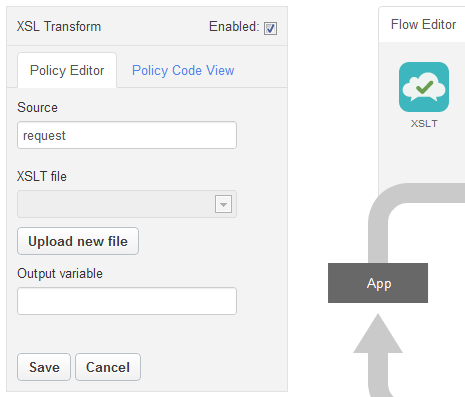 XSL Transform
Enabled:
Policy Editor
Policy Code View
Source
request
XSLT file
Upload new file
Output variable
Save
Cancel
Flow Editor
XSLT
App